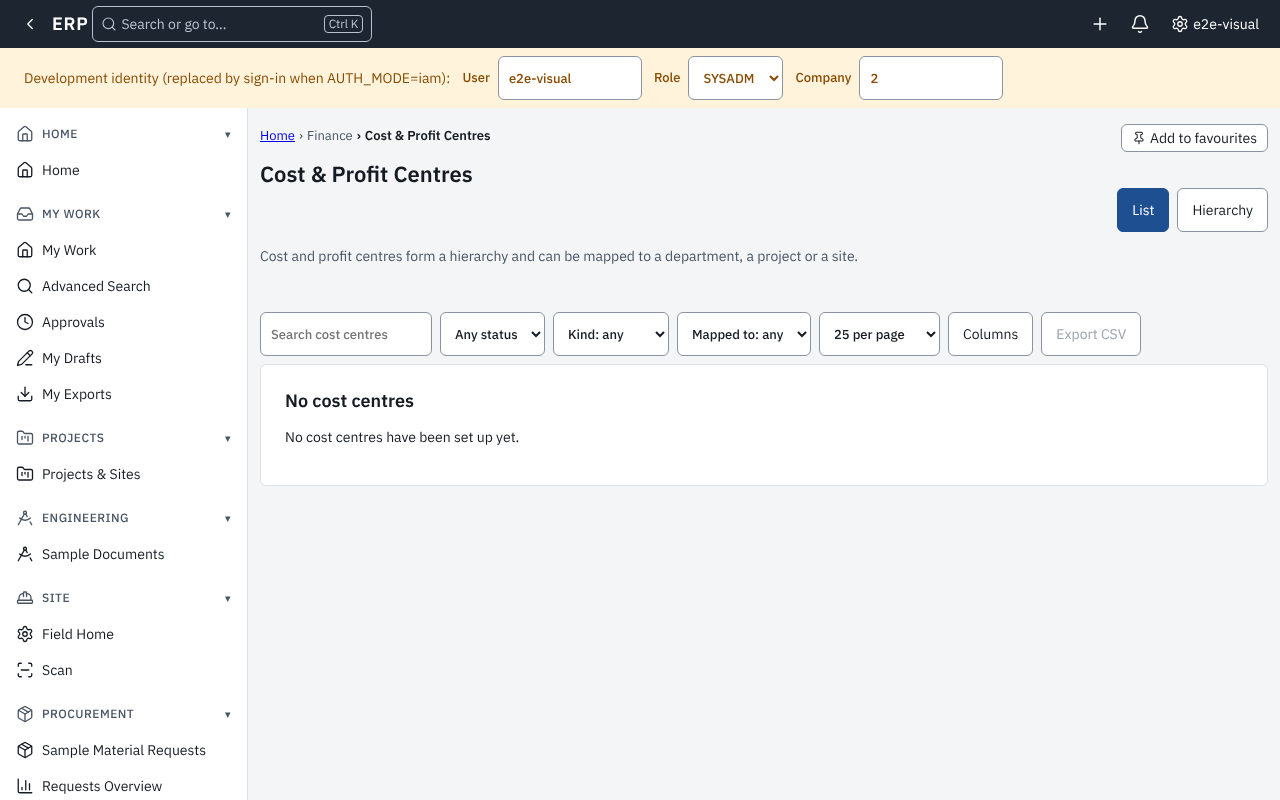 ERP
Search or go to...
Ctrl K
e2e-visual
Development identity (replaced by sign-in when AUTH_MODE=iam):
User
e2e-visual
Role
SYSADM
Company
2
HOME
Home
MY WORK
My Work
Advanced Search
Approvals
My Drafts
My Exports
PROJECTS
Projects & Sites
ENGINEERING
Sample Documents
SITE
Field Home
Scan
PROCUREMENT
Sample Material Requests
Requests Overview
Home › Finance › Cost & Profit Centres
Add to favourites
Cost & Profit Centres
List
Hierarchy
Cost and profit centres form a hierarchy and can be mapped to a department, a project or a site.
Search cost centres
Any status
Kind: any
Mapped to: any
25 per page
Columns
Export CSV
No cost centres
No cost centres have been set up yet.